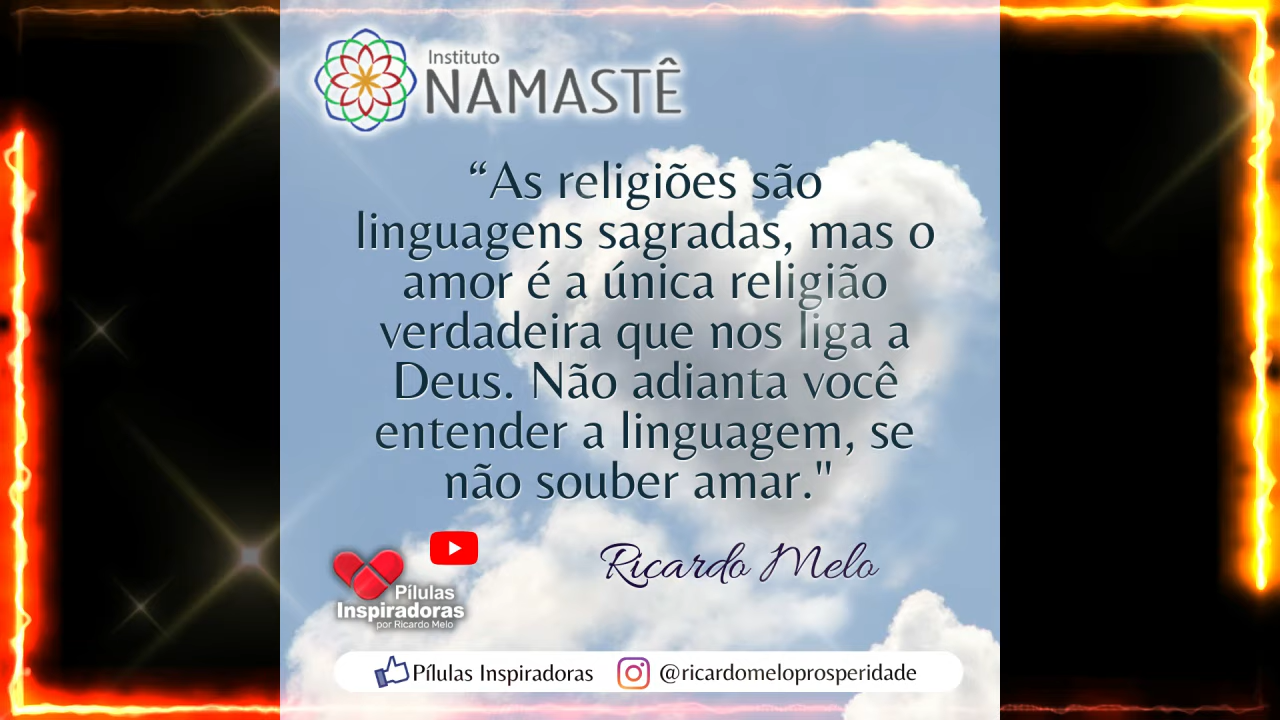 Instituto
NAMASTÊ
“As religiões são
linguagens sagradas, mas o
amor é a única religião
verdadeira que nos liga a
Deus. Não adianta você
entender a linguagem, se
não souber amar."
Ricardo Melo
Pílulas
Inspiradoras
por Ricardo Melo
Pílulas Inspiradoras @ricardomeloprosperidade